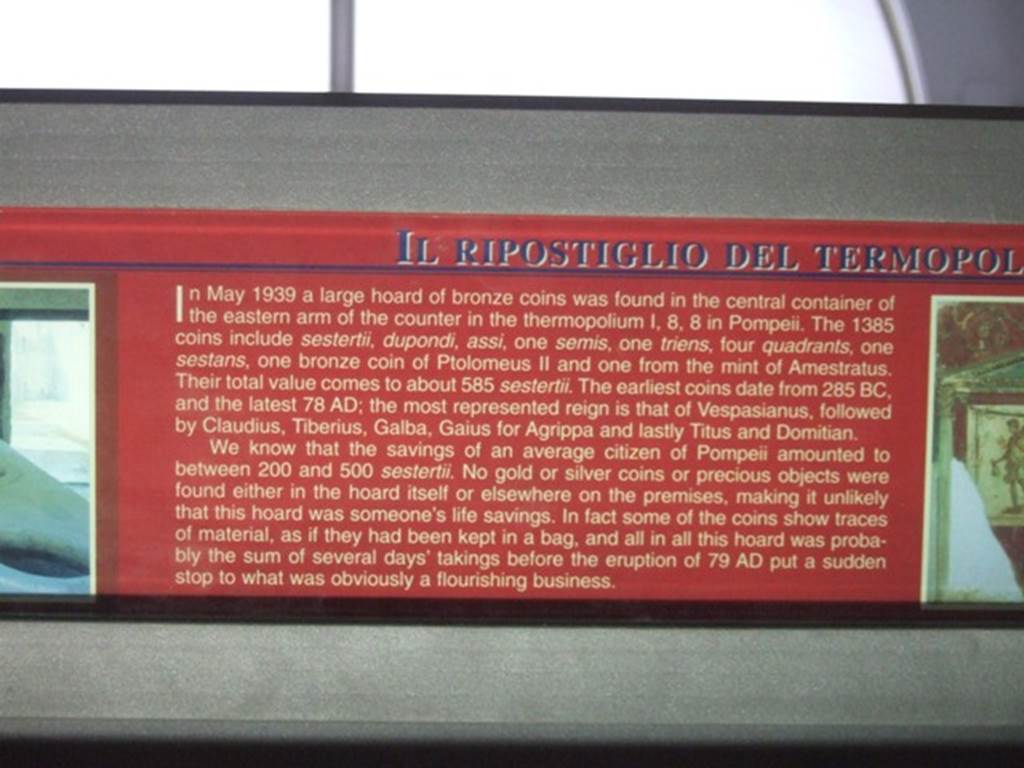 IL RIPOSTIGLIO DEL TERMOPOL
In May 1939 a large hoard of bronze coins was found in the central container of
the eastern arm of the counter in the thermopolium I, 8, 8 in Pompeii. The 1385
coins include sestertii, dupondi, assi, one semis, one triens, four quadrants, one
sestans, one bronze coin of Ptolomeus II and one from the mint of Amestratus.
Their total value comes to about 585 sestertii. The earliest coins date from 285 BC,
and the latest 78 AD; the most represented reign is that of Vespasianus, followed
by Claudius, Tiberius, Galba, Gaius for Agrippa and lastly Titus and Domitian.
We know that the savings of an average citizen of Pompeii amounted to
between 200 and 500 sestertii. No gold or silver coins or precious objects were
found either in the hoard itself or elsewhere on the premises, making it unlikely
that this hoard was someone's life savings. In fact some of the coins show traces
of material, as if they had been kept in a bag, and all in all this hoard was proba-
bly the sum of several days' takings before the eruption of 79 AD put a sudden
stop to what was obviously a flourishing business.